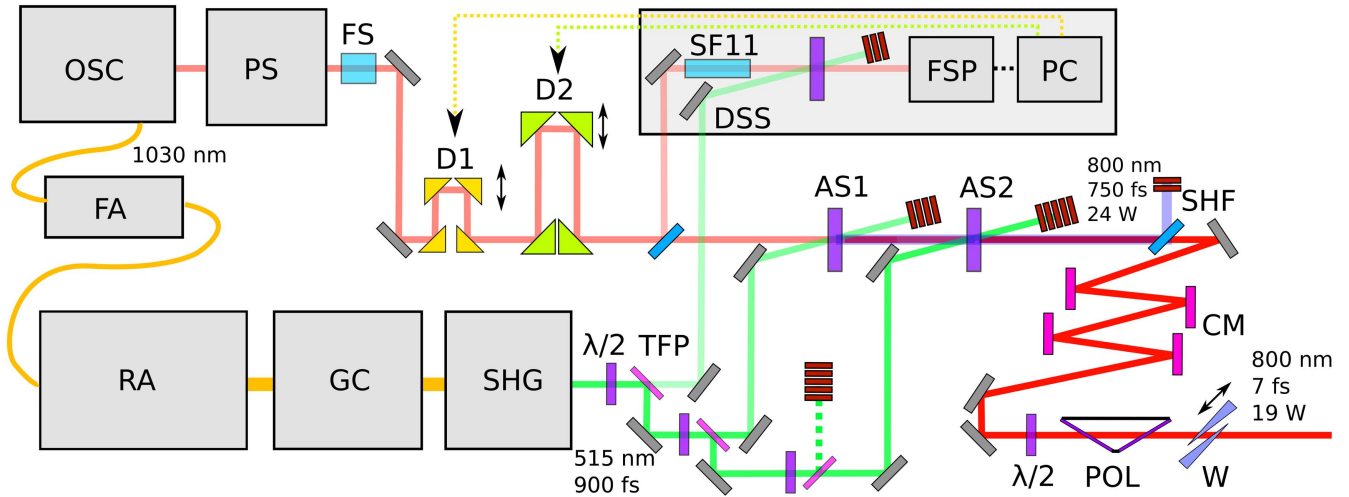 OSC
PS
FS
SF11
FSP
PC
D2
DSS
1030 nm
D1
FA
AS1
AS2
800 nm
750 fs
24 W
SHF
RA
GC
SHG
λ/2
TFP
CM
800 nm
7 fs
19 W
515 nm
900 fs
λ/2
POL
W